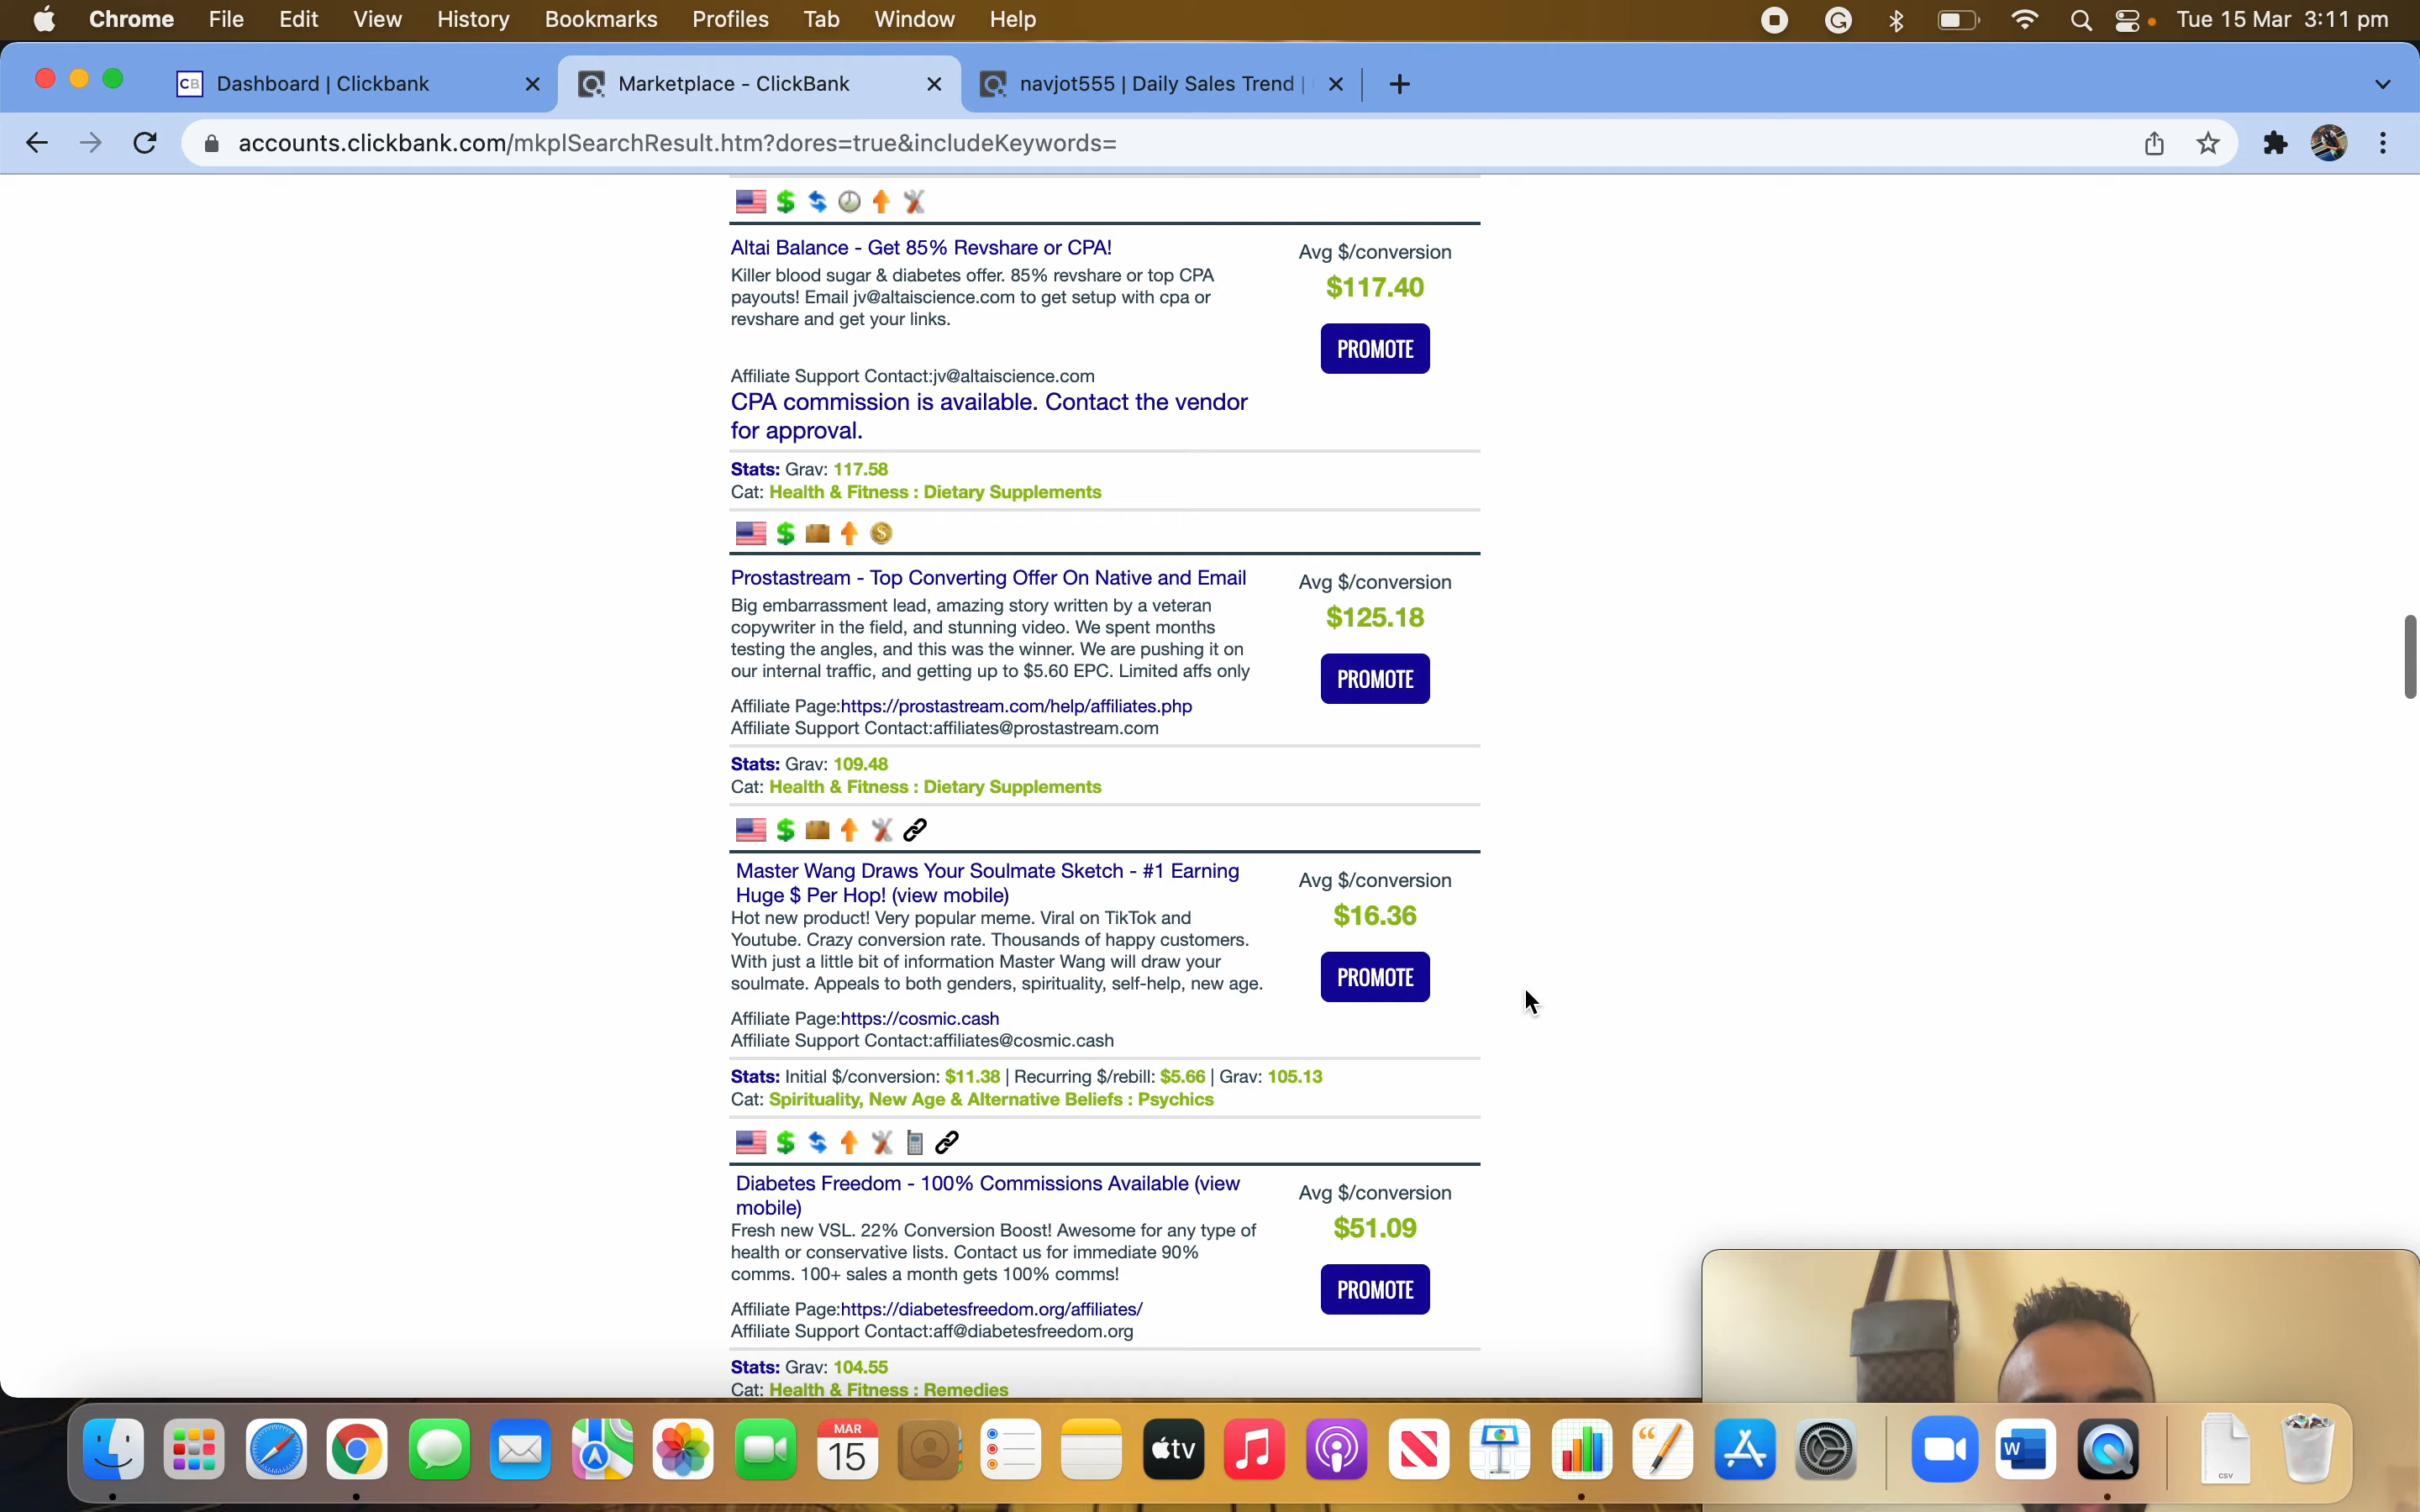 Chrome File Edit View History Bookmarks Profiles Tab Window Help Tue 15 Mar 3:11 pm
CB Dashboard | Clickbank Marketplace - ClickBank navjot555 | Daily Sales Trend |
accounts.clickbank.com/mkplSearchResult.htm?dores=true&includeKeywords=
Altai Balance - Get 85% Revshare or CPA!
Killer blood sugar & diabetes offer. 85% revshare or top CPA
payouts! Email jv@altaiscience.com to get setup with cpa or
revshare and get your links.
Avg $/conversion
$117.40
PROMOTE
Affiliate Support Contact:jv@altaiscience.com
CPA commission is available. Contact the vendor
for approval.
Stats: Grav: 117.58
Cat: Health & Fitness : Dietary Supplements
Prostastream - Top Converting Offer On Native and Email
Big embarrassment lead, amazing story written by a veteran
copywriter in the field, and stunning video. We spent months
testing the angles, and this was the winner. We are pushing it on
our internal traffic, and getting up to $5.60 EPC. Limited affs only
Avg $/conversion
$125.18
PROMOTE
Affiliate Page:https://prostastream.com/help/affiliates.php
Affiliate Support Contact:affiliates@prostastream.com
Stats: Grav: 109.48
Cat: Health & Fitness : Dietary Supplements
Master Wang Draws Your Soulmate Sketch - #1 Earning
Huge $ Per Hop! (view mobile)
Hot new product! Very popular meme. Viral on TikTok and
Youtube. Crazy conversion rate. Thousands of happy customers.
With just a little bit of information Master Wang will draw your
soulmate. Appeals to both genders, spirituality, self-help, new age.
Avg $/conversion
$16.36
PROMOTE
Affiliate Page:https://cosmic.cash
Affiliate Support Contact:affiliates@cosmic.cash
Stats: Initial $/conversion: $11.38 | Recurring $/rebill: $5.66 | Grav: 105.13
Cat: Spirituality, New Age & Alternative Beliefs : Psychics
Diabetes Freedom - 100% Commissions Available (view
mobile)
Fresh new VSL. 22% Conversion Boost! Awesome for any type of
health or conservative lists. Contact us for immediate 90%
comms. 100+ sales a month gets 100% comms!
Avg $/conversion
$51.09
PROMOTE
Affiliate Page:https://diabetesfreedom.org/affiliates/
Affiliate Support Contact:aff@diabetesfreedom.org
Stats: Grav: 104.55
Cat: Health & Fitness : Remedies
MAR
15
tv
W
CSV